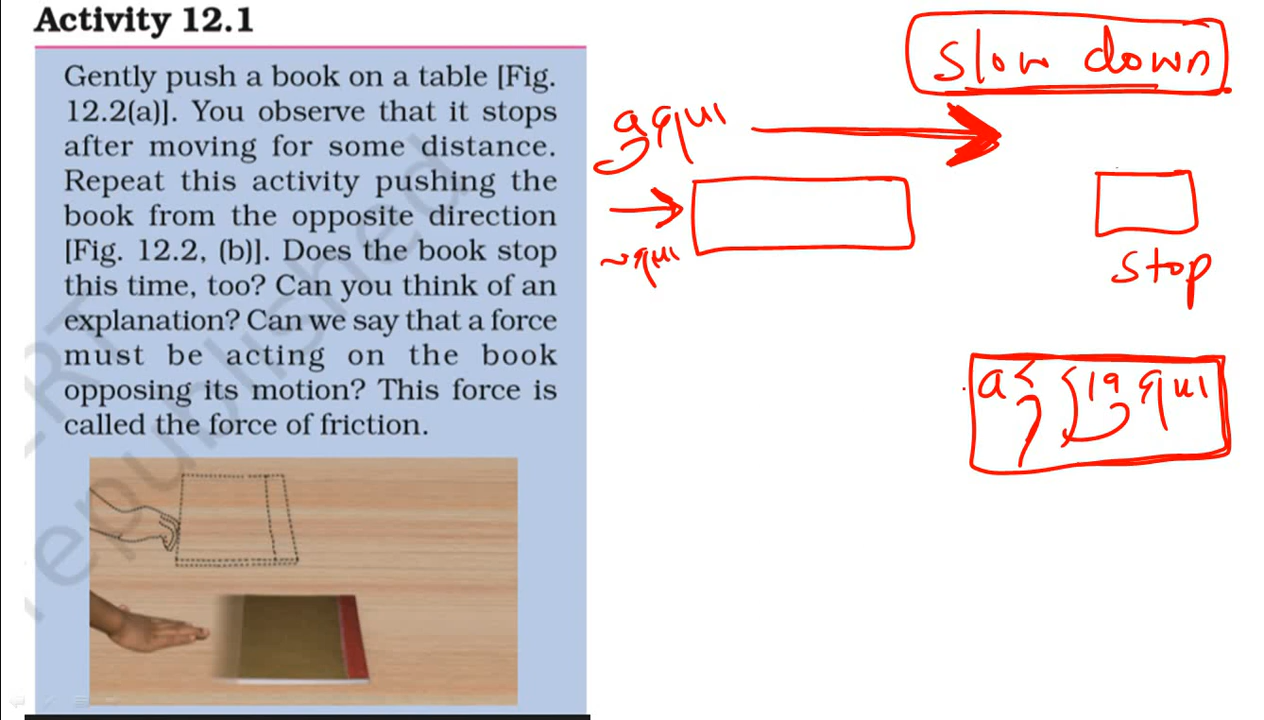 Activity 12.1
Gently push a book on a table [Fig.
12.2(a)]. You observe that it stops
after moving for some distance.
Repeat this activity pushing the
book from the opposite direction
[Fig. 12.2, (b)]. Does the book stop
this time, too? Can you think of an
explanation? Can we say that a force
must be acting on the book
opposing its motion? This force is
called the force of friction.
republished
slow down
stop